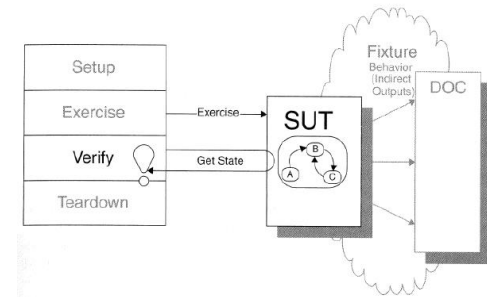 Setup
Exercise
Verify
Teardown
Exercise
Get State
SUT
A
B
C
Fixture
Behavior
(Indirect
Outputs)
DOC